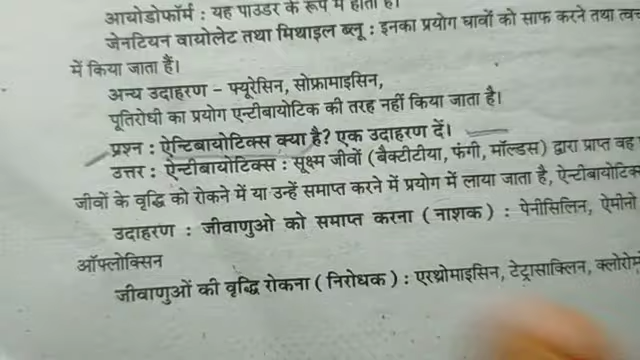 आयोडोफॉर्म : यह पाउडर के रूप में होता है।
जेनटियन वायोलेट तथा मिथाइल ब्लू : इनका प्रयोग घावों को साफ करने तथा
में किया जाता हैं।
अन्य उदाहरण – फ्यूरेसिन, सोफ्रामाइसिन,
पूतिरोधी का प्रयोग एन्टीबायोटिक की तरह नहीं किया जाता है।
प्रश्न : ऐन्टिबायोटिक्स क्या है? एक उदाहरण दें।
उत्तर : ऐन्टीबायोटिक्स : सूक्ष्म जीवों (बैक्टीटीया, फंगी, मॉल्डस) द्वारा प्राप्त वह
जीवों के वृद्धि को रोकने में या उन्हें समाप्त करने में प्रयोग में लाया जाता है, ऐन्टीबायोटिक्स
उदाहरण : जीवाणुओ को समाप्त करना (नाशक) : पेनीसिलिन, ऐमीनो
ऑफ्लोक्सिन
जीवाणुओं की वृद्धि रोकना (निरोधक) : एरथ्रोमाइसिन, टेट्रासाक्लिन,